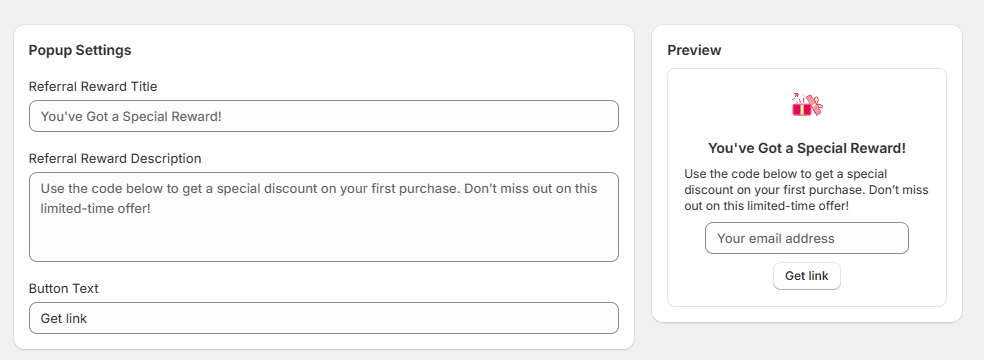 Popup Settings
Referral Reward Title
You've Got a Special Reward!
Referral Reward Description
Use the code below to get a special discount on your first purchase. Don’t miss out on this
limited-time offer!
Button Text
Get link
Preview
You've Got a Special Reward!
Use the code below to get a special
discount on your first purchase. Don’t miss
out on this limited-time offer!
Your email address
Get link